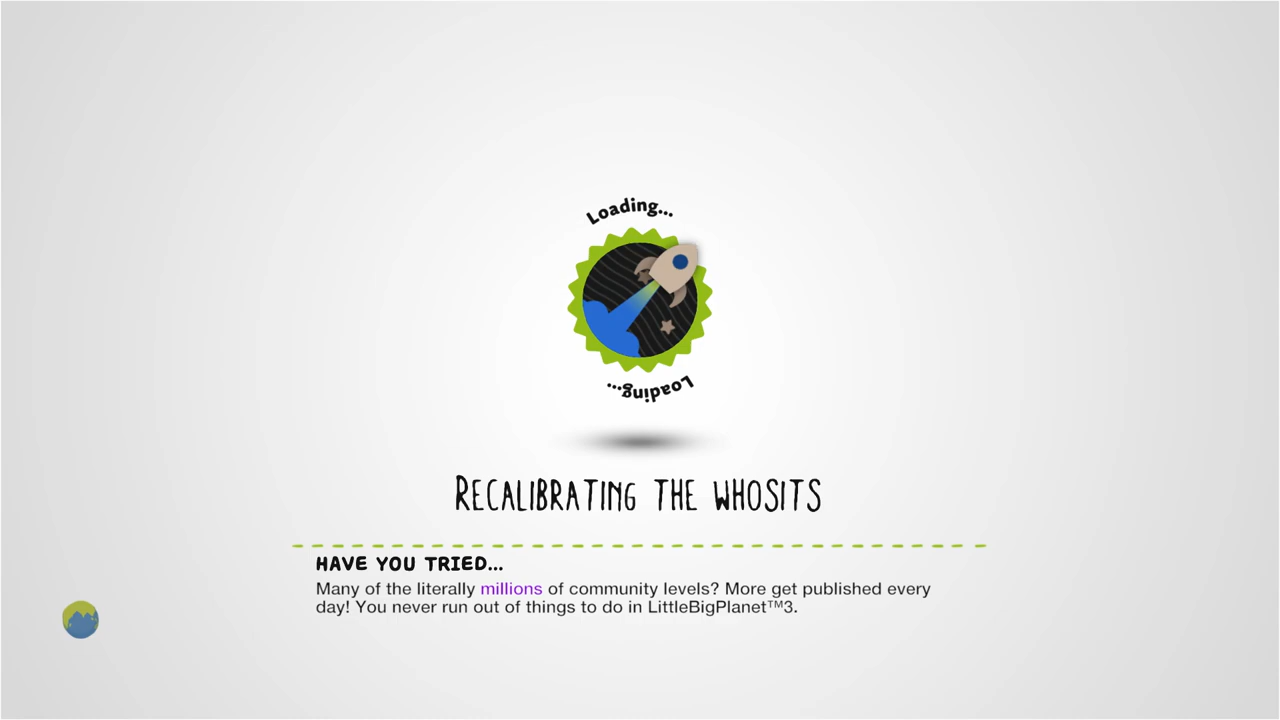 Loading...
Loading...
RECALIBRATING THE WHOSITS
HAVE YOU TRIED...
Many of the literally millions of community levels? More get published every
day! You never run out of things to do in LittleBigPlanet™3.